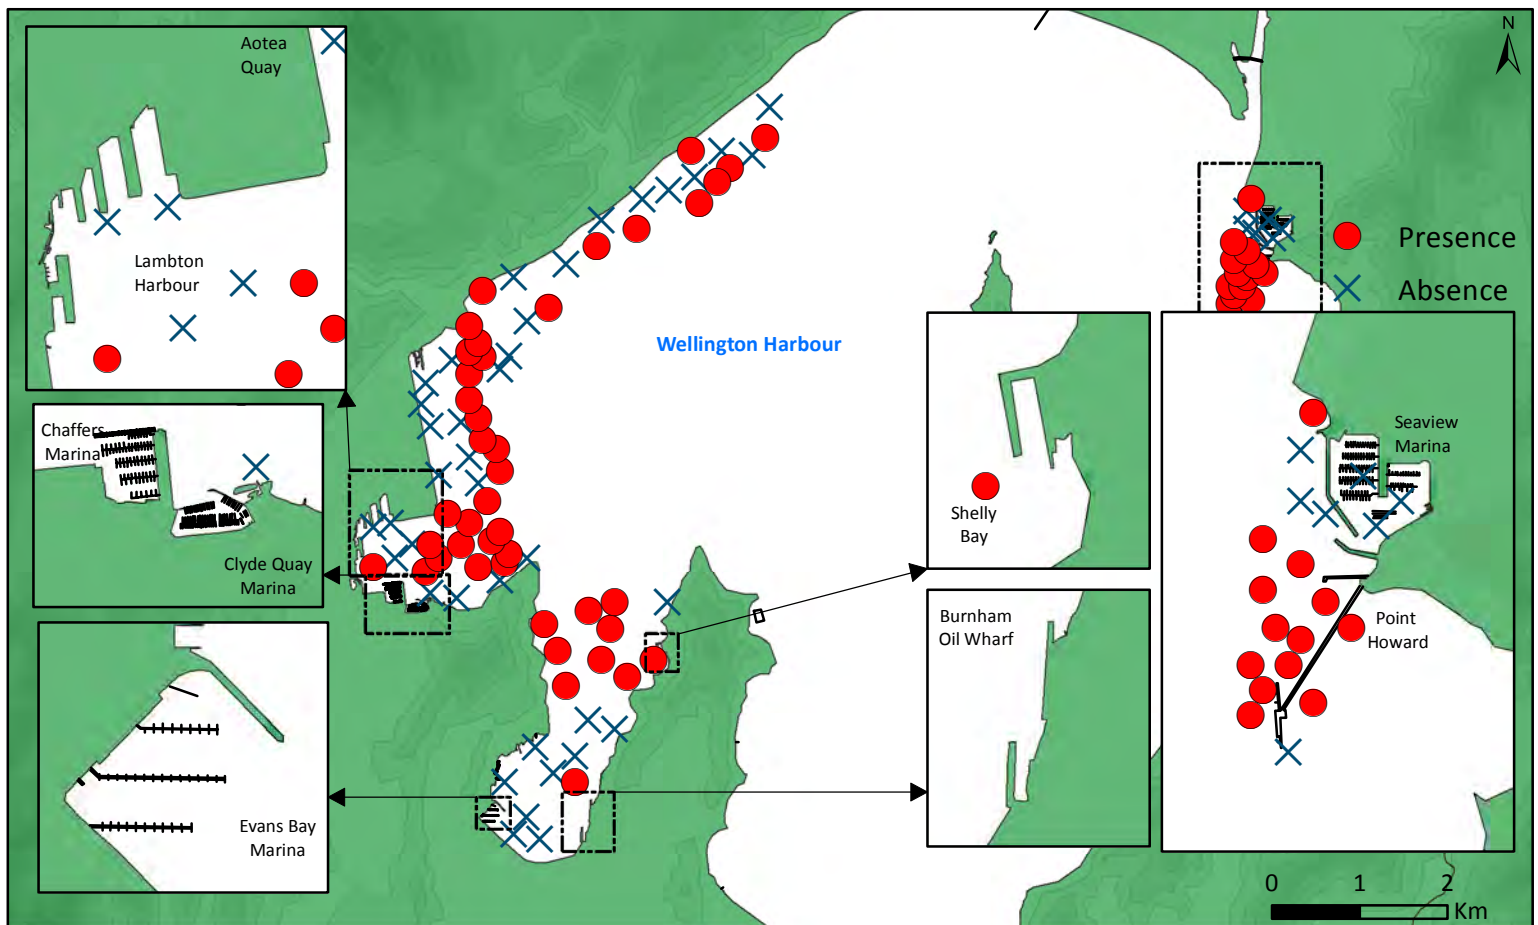 Aotea
Quay
N
Lambton
Harbour
Presence
Absence
Wellington Harbour
Chaffers
Marina
Clyde Quay
Marina
Shelly
Bay
Seaview
Marina
Point
Howard
Burnham
Oil Wharf
Evans Bay
Marina
0 1 2
Km